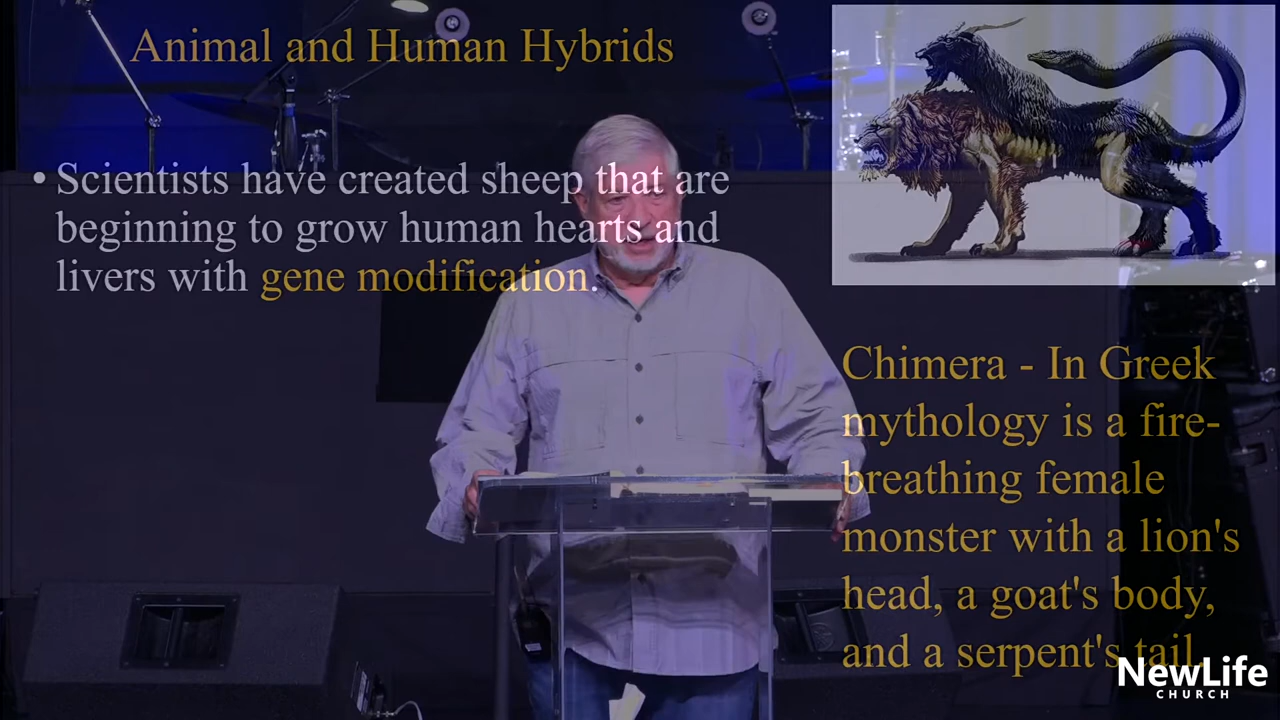 Animal and Human Hybrids
• Scientists have created sheep that are
beginning to grow human hearts and
livers with gene modification.
Chimera - In Greek
mythology is a fire-
breathing female
monster with a lion's
head, a goat's body,
and a serpent's tail.
NewLife
CHURCH